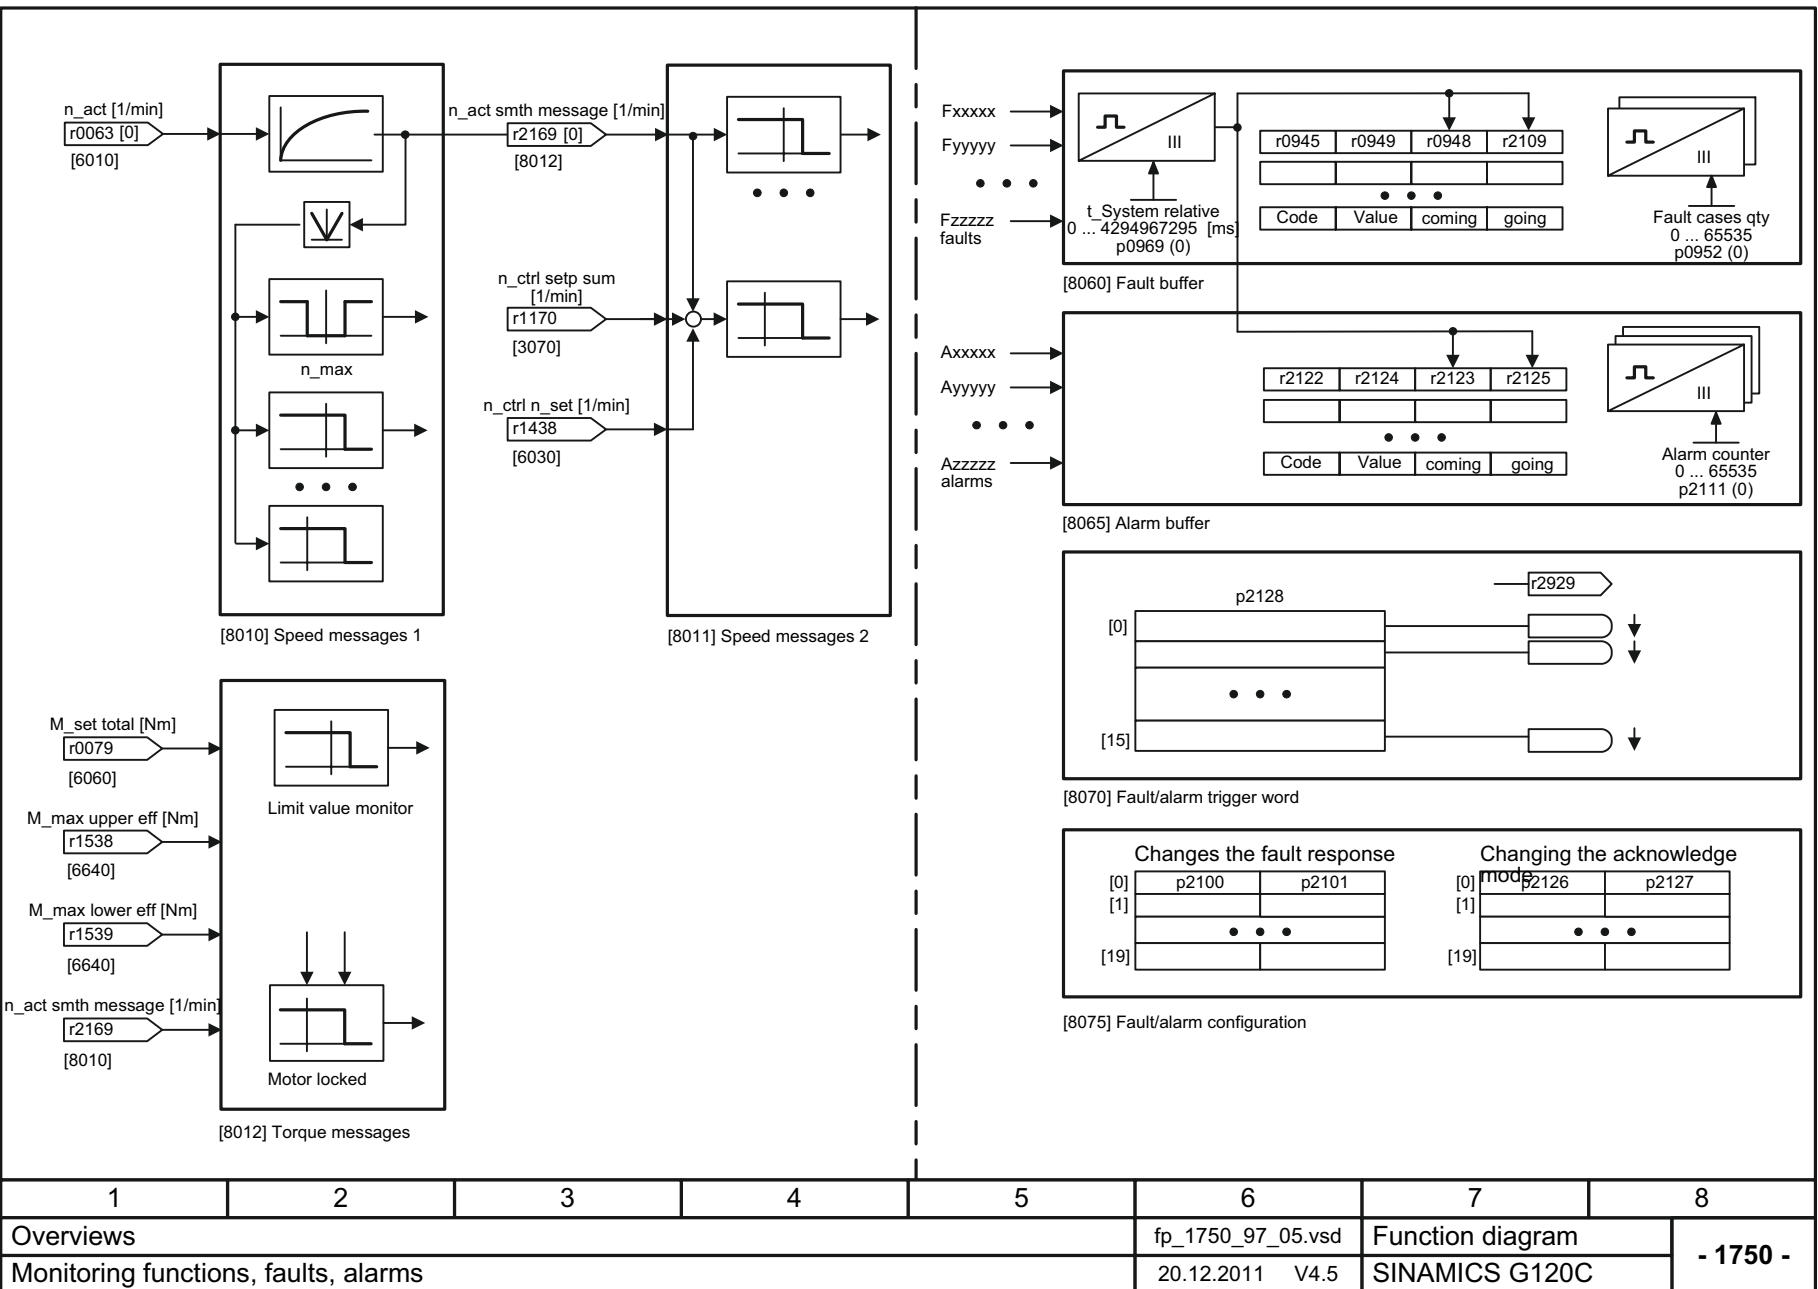 n_act [1/min]
r0063 [0]
[6010]
n_max
[8010] Speed messages 1
n_act smth message [1/min]
r2169 [0]
[8012]
n_ctrl setp sum
[1/min]
r1170
[3070]
n_ctrl n_set [1/min]
r1438
[6030]
[8011] Speed messages 2
M_set total [Nm]
r0079
[6060]
M_max upper eff [Nm]
r1538
[6640]
M_max lower eff [Nm]
r1539
[6640]
n_act smth message [1/min]
r2169
[8010]
Limit value monitor
Motor locked
[8012] Torque messages
Fxxxxx
Fyyyyy
Fzzzzz
faults
III
t_System relative
0 ... 4294967295 [ms]
p0969 (0)
r0945 r0949 r0948 r2109
Code Value coming going
III
Fault cases qty
0 ... 65535
p0952 (0)
[8060] Fault buffer
Axxxxx
Ayyyyy
Azzzzz
alarms
r2122 r2124 r2123 r2125
Code Value coming going
III
Alarm counter
0 ... 65535
p2111 (0)
[8065] Alarm buffer
p2128
r2929
[0]
[15]
[8070] Fault/alarm trigger word
Changes the fault response
[0] p2100 p2101
[1]
[19]
Changing the acknowledge
mode
[0] p2126 p2127
[1]
[19]
[8075] Fault/alarm configuration
1 2 3 4 5 6 7 8
Overviews
fp_1750_97_05.vsd
Function diagram
- 1750 -
Monitoring functions, faults, alarms
20.12.2011 V4.5
SINAMICS G120C